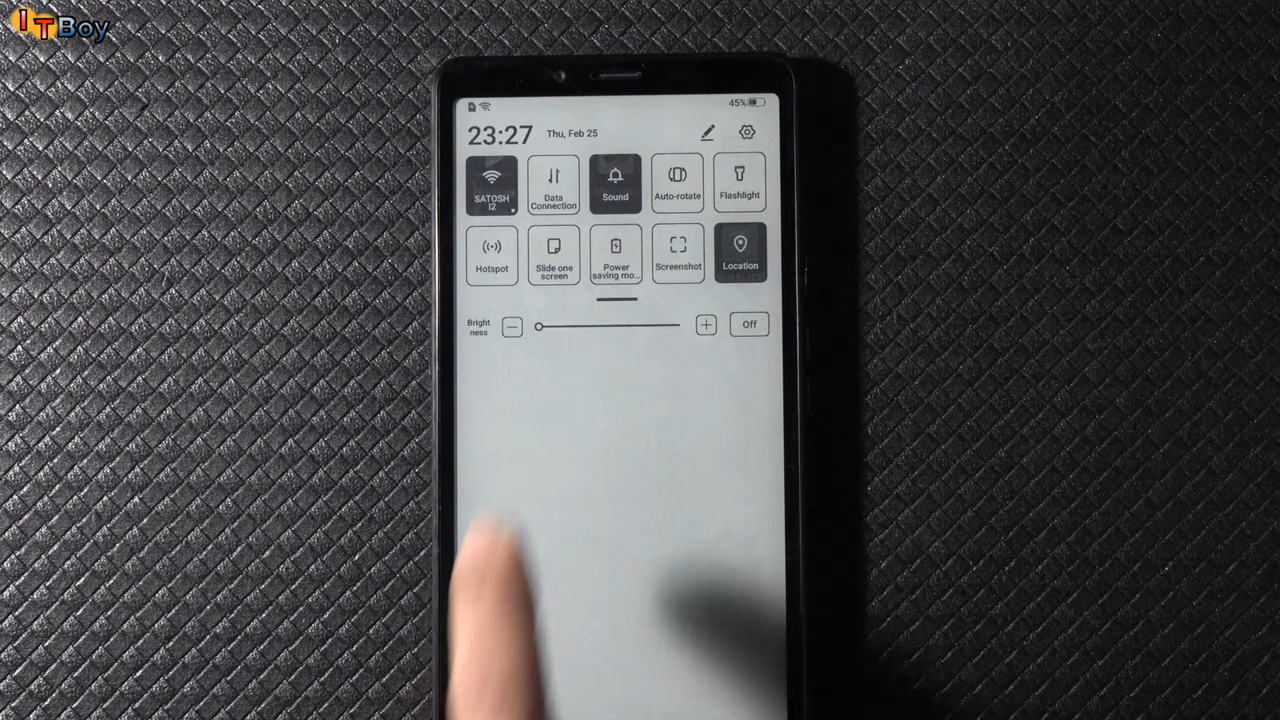 ITBoy
45%
23:27 Thu, Feb 25
SATOSH
i2
Data
Connection
Sound
Auto-rotate
Flashlight
Hotspot
Slide one
screen
Power
saving mo...
Screenshot
Location
Bright
ness
Off